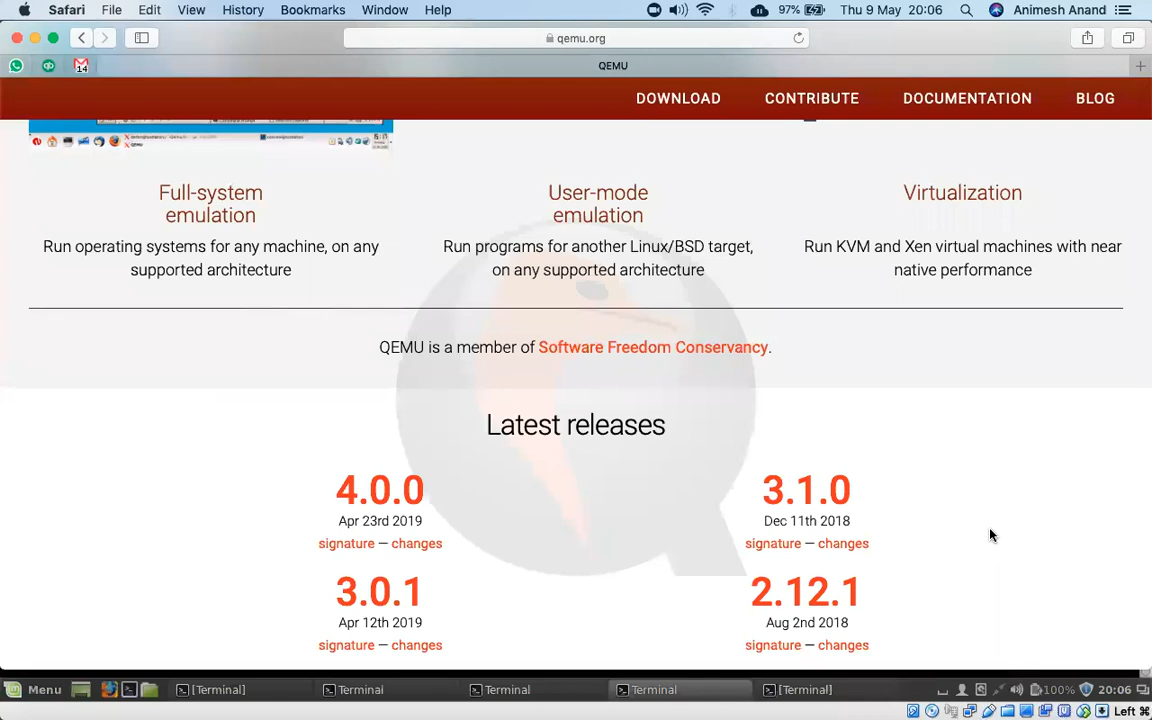 Safari File Edit View History Bookmarks Window Help 97% Thu 9 May 20:06 Animesh Anand
qemu.org
14 QEMU
DOWNLOAD CONTRIBUTE DOCUMENTATION BLOG
Full-system
emulation
Run operating systems for any machine, on any
supported architecture
User-mode
emulation
Run programs for another Linux/BSD target,
on any supported architecture
Virtualization
Run KVM and Xen virtual machines with near
native performance
QEMU is a member of Software Freedom Conservancy.
Latest releases
4.0.0
Apr 23rd 2019
signature — changes
3.1.0
Dec 11th 2018
signature — changes
3.0.1
Apr 12th 2019
signature — changes
2.12.1
Aug 2nd 2018
signature — changes
Menu [Terminal] Terminal Terminal Terminal [Terminal] 100% 20:06
Left ⌘